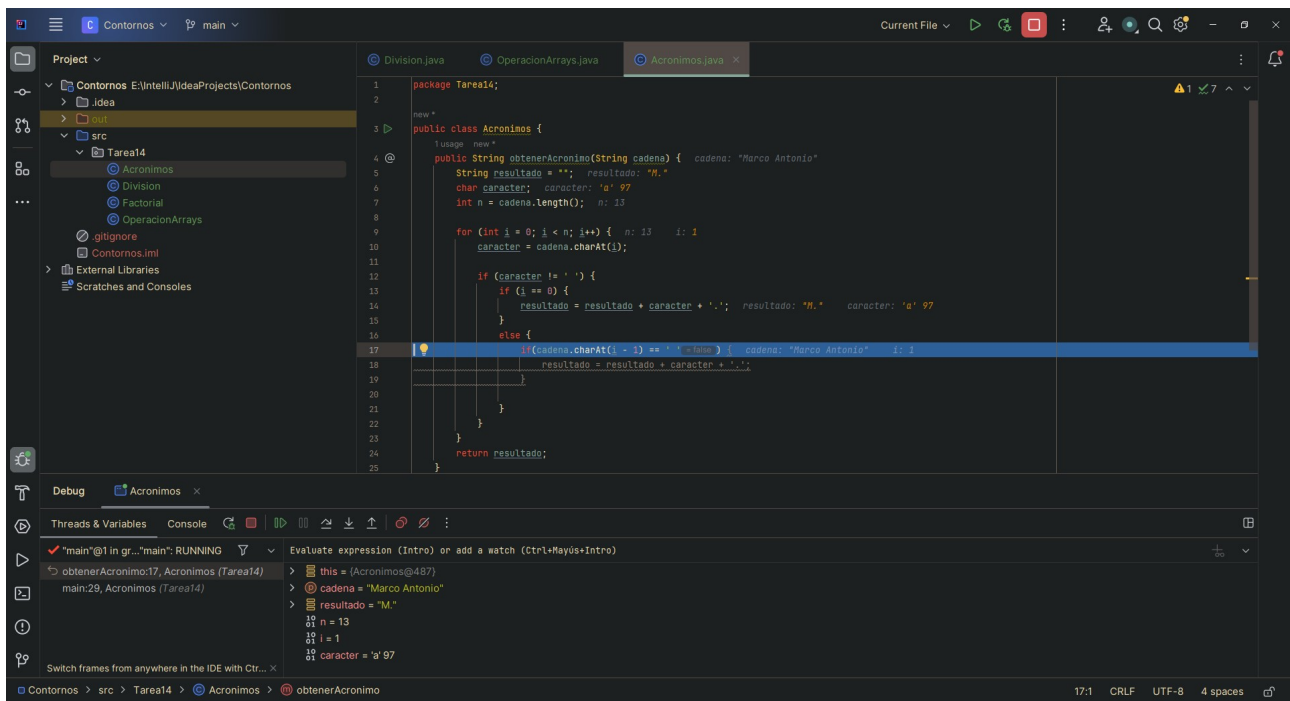 C Contornos main Current File
Project
Contornos E:\IntelliJ\IdeaProjects\Contornos
.idea
out
src
Tarea14
Acronimos
Division
Factorial
OperacionArrays
.gitignore
Contornos.iml
External Libraries
Scratches and Consoles
Division.java OperacionArrays.java Acronimos.java
1 7
1 package Tarea14;
2
new *
3 public class Acronimos {
1 usage new *
4 @ public String obtenerAcronimo(String cadena) { cadena: "Marco Antonio"
5 String resultado = ""; resultado: "M."
6 char caracter; caracter: 'a' 97
7 int n = cadena.length(); n: 13
8
9 for (int i = 0; i < n; i++) { n: 13 i: 1
10 caracter = cadena.charAt(i);
11
12 if (caracter != ' ') {
13 if (i == 0) {
14 resultado = resultado + caracter + '.'; resultado: "M." caracter: 'a' 97
15 }
16 else {
17 if(cadena.charAt(i - 1) == ' ' = false ) { cadena: "Marco Antonio" i: 1
18 resultado = resultado + caracter + '.';
19 }
20
21 }
22 }
23 }
24 return resultado;
25 }
Debug Acronimos
Threads & Variables Console
"main"@1 in gr..."main": RUNNING
obtenerAcronimo:17, Acronimos (Tarea14)
main:29, Acronimos (Tarea14)
Switch frames from anywhere in the IDE with Ctr...
Evaluate expression (Intro) or add a watch (Ctrl+Mayús+Intro)
this = {Acronimos@487}
cadena = "Marco Antonio"
resultado = "M."
n = 13
i = 1
caracter = 'a' 97
Contornos > src > Tarea14 > Acronimos > obtenerAcronimo
17:1 CRLF UTF-8 4 spaces